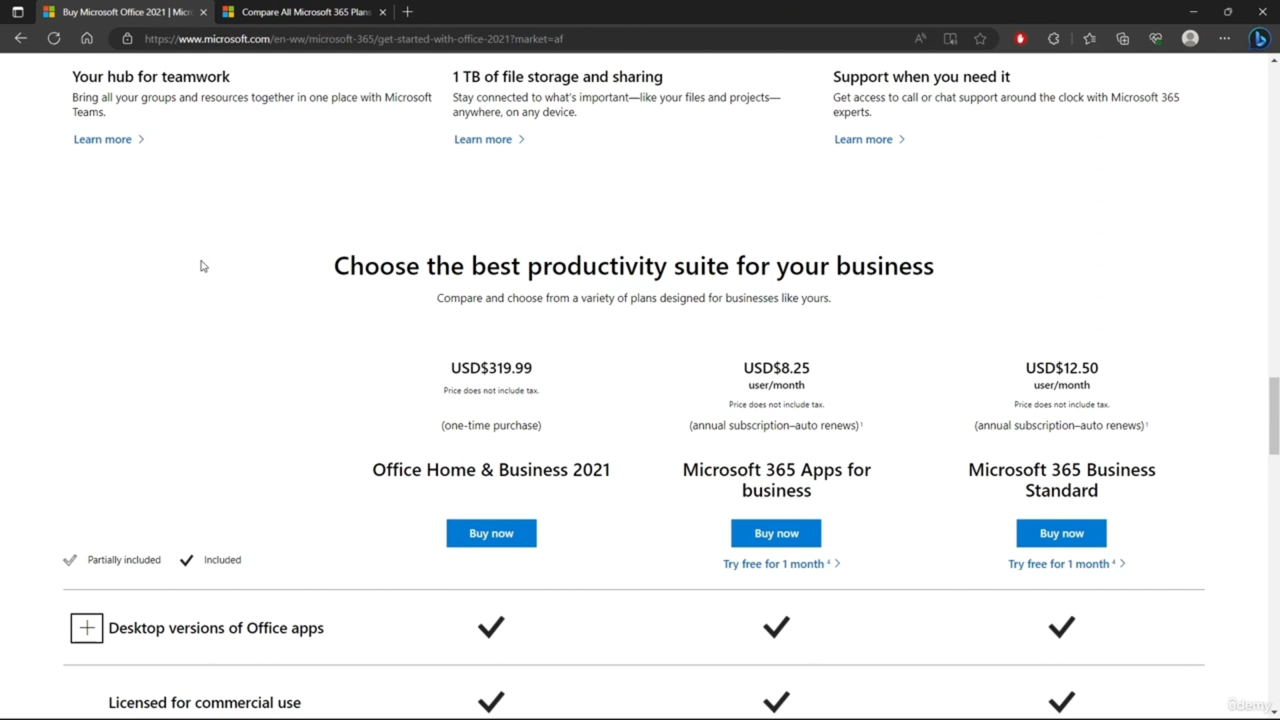 Buy Microsoft Office 2021 | Micr
Compare All Microsoft 365 Plans
https://www.microsoft.com/en-ww/microsoft-365/get-started-with-office-2021?market=af
Your hub for teamwork
1 TB of file storage and sharing
Support when you need it
Bring all your groups and resources together in one place with Microsoft
Teams.
Stay connected to what's important—like your files and projects—
anywhere, on any device.
Get access to call or chat support around the clock with Microsoft 365
experts.
Learn more
Learn more
Learn more
Choose the best productivity suite for your business
Compare and choose from a variety of plans designed for businesses like yours.
USD$319.99
USD$8.25
USD$12.50
user/month
user/month
Price does not include tax.
Price does not include tax.
Price does not include tax.
(one-time purchase)
(annual subscription–auto renews)¹
(annual subscription–auto renews)¹
Office Home & Business 2021
Microsoft 365 Apps for
business
Microsoft 365 Business
Standard
Buy now
Buy now
Buy now
Try free for 1 month ⁴
Try free for 1 month ⁴
Partially included
Included
Desktop versions of Office apps
Licensed for commercial use
ûdemy